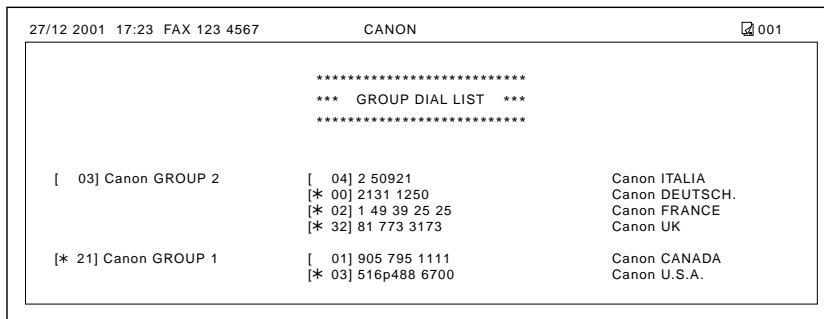 27/12 2001 17:23 FAX 123 4567 CANON 001
***************************
*** GROUP DIAL LIST ***
***************************
[ 03] Canon GROUP 2 [ 04] 2 50921 Canon ITALIA
[* 00] 2131 1250 Canon DEUTSCH.
[* 02] 1 49 39 25 25 Canon FRANCE
[* 32] 81 773 3173 Canon UK
[* 21] Canon GROUP 1 [ 01] 905 795 1111 Canon CANADA
[* 03] 516p488 6700 Canon U.S.A.